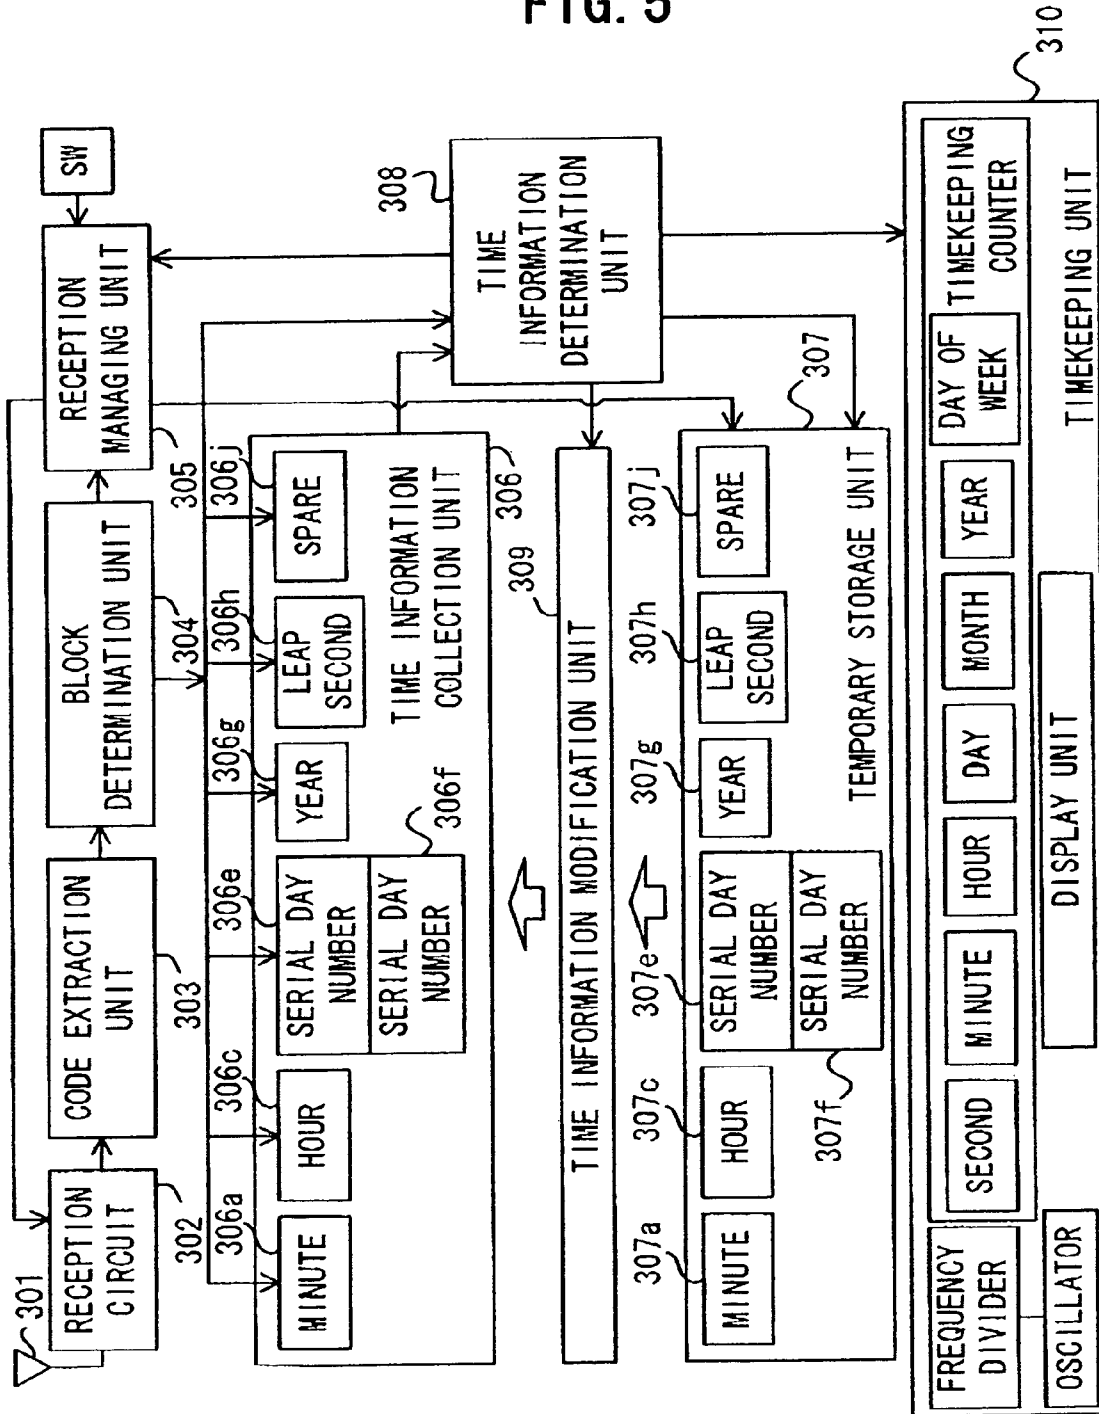 FIG. 5
301
RECEPTION
CIRCUIT
302
CODE EXTRACTION
UNIT
303
BLOCK
DETERMINATION UNIT
304
RECEPTION
MANAGING UNIT
305
SW
306a
MINUTE
306c
HOUR
306e
SERIAL DAY
NUMBER
SERIAL DAY
NUMBER
306f
306g
YEAR
306h
LEAP
SECOND
306j
SPARE
TIME INFORMATION
COLLECTION UNIT
306
308
TIME
INFORMATION
DETERMINATION
UNIT
TIME INFORMATION MODIFICATION UNIT
309
307a
MINUTE
307c
HOUR
307e
SERIAL DAY
NUMBER
SERIAL DAY
NUMBER
307f
307g
YEAR
307h
LEAP
SECOND
307j
SPARE
TEMPORARY STORAGE UNIT
307
FREQUENCY
DIVIDER
OSCILLATOR
SECOND
MINUTE
HOUR
DAY
MONTH
YEAR
DAY OF
WEEK
TIMEKEEPING
COUNTER
DISPLAY UNIT
TIMEKEEPING UNIT
310